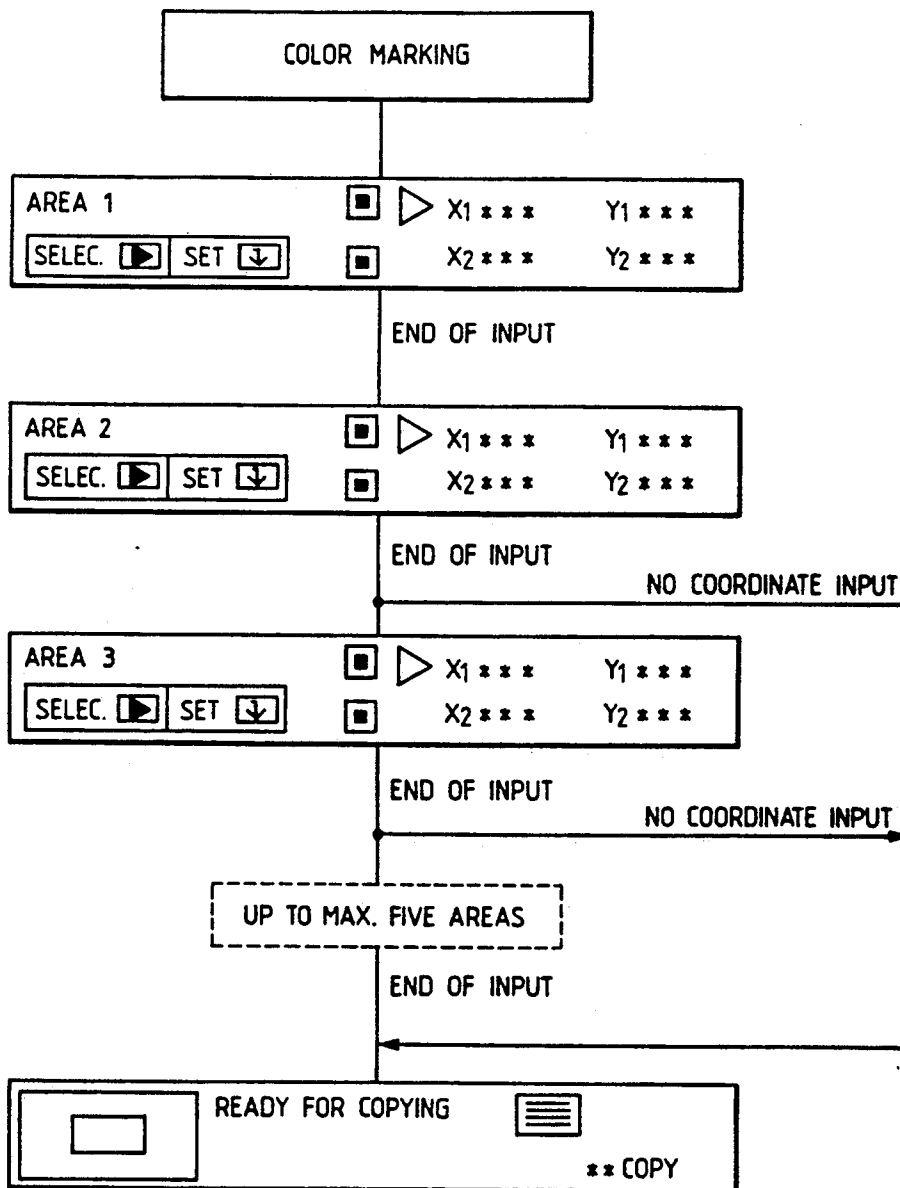 COLOR MARKING
AREA 1 X1 * * * Y1 * * *
SELEC. SET X2 * * * Y2 * * *
END OF INPUT
AREA 2 X1 * * * Y1 * * *
SELEC. SET X2 * * * Y2 * * *
END OF INPUT
NO COORDINATE INPUT
AREA 3 X1 * * * Y1 * * *
SELEC. SET X2 * * * Y2 * * *
END OF INPUT
NO COORDINATE INPUT
UP TO MAX. FIVE AREAS
END OF INPUT
READY FOR COPYING
** COPY